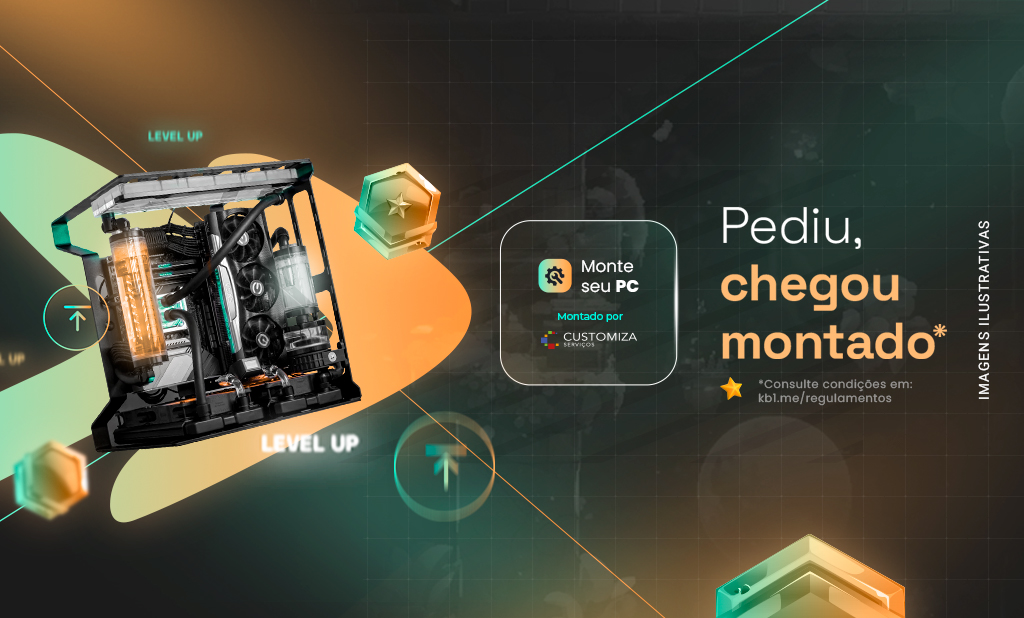 LEVEL UP
Monte
seu PC
Montado por
CUSTOMIZA
SERVIÇOS
Pediu,
chegou
montado*
*Consulte condições em:
kb1.me/regulamentos
IMAGENS ILUSTRATIVAS
UP
LEVEL UP